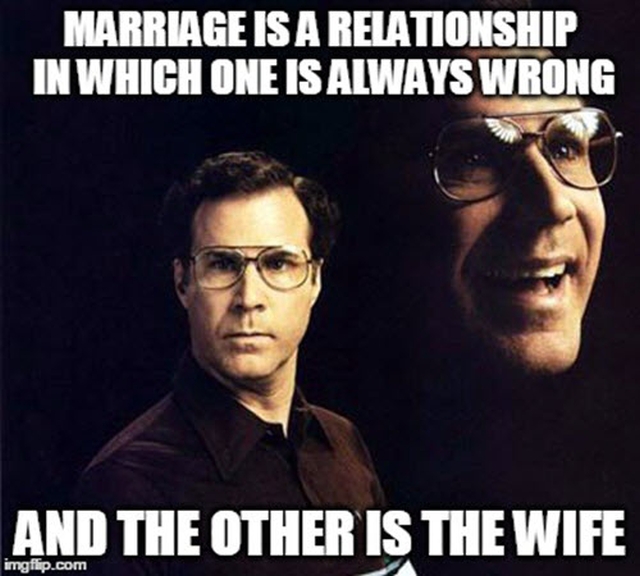 MARRIAGE IS A RELATIONSHIP
IN WHICH ONE IS ALWAYS WRONG
AND THE OTHER IS THE WIFE
imgflip.com